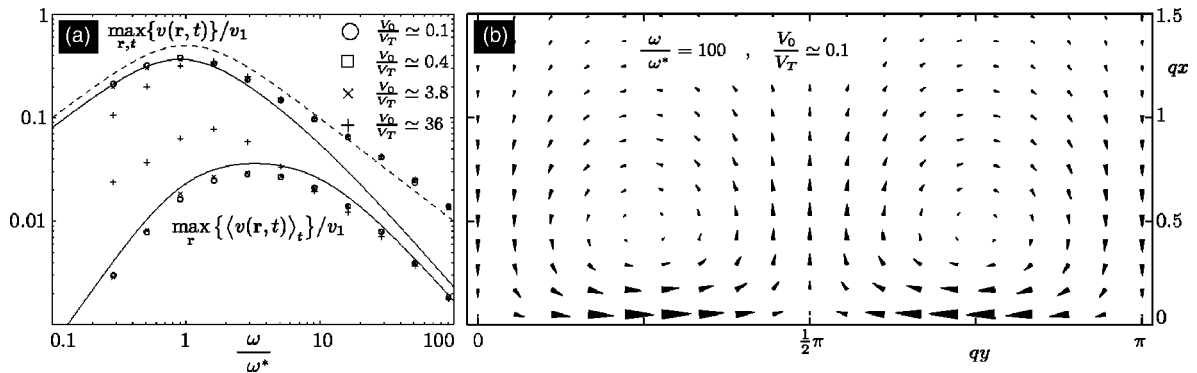 (a)
max_{r,t}{v(r,t)}/v₁
○ V₀/V_T ≃ 0.1
□ V₀/V_T ≃ 0.4
× V₀/V_T ≃ 3.8
+ V₀/V_T ≃ 36
max_r{⟨v(r,t)⟩_t}/v₁
1
0.1
0.01
0.1 1 10 100
ω/ω*
(b)
ω/ω* = 100 , V₀/V_T ≃ 0.1
1.5
qx
1
0.5
0
0 ½π π
qy